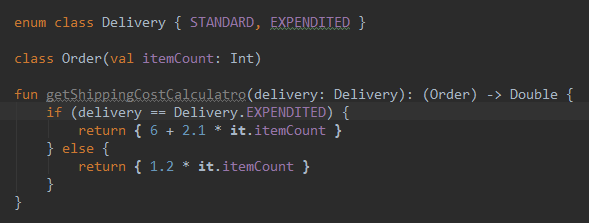 enum class Delivery { STANDARD, EXPENDITED }
class Order(val itemCount: Int)
fun getShippingCostCalculatro(delivery: Delivery): (Order) -> Double {
if (delivery == Delivery.EXPENDITED) {
return { 6 + 2.1 * it.itemCount }
} else {
return { 1.2 * it.itemCount }
}
}